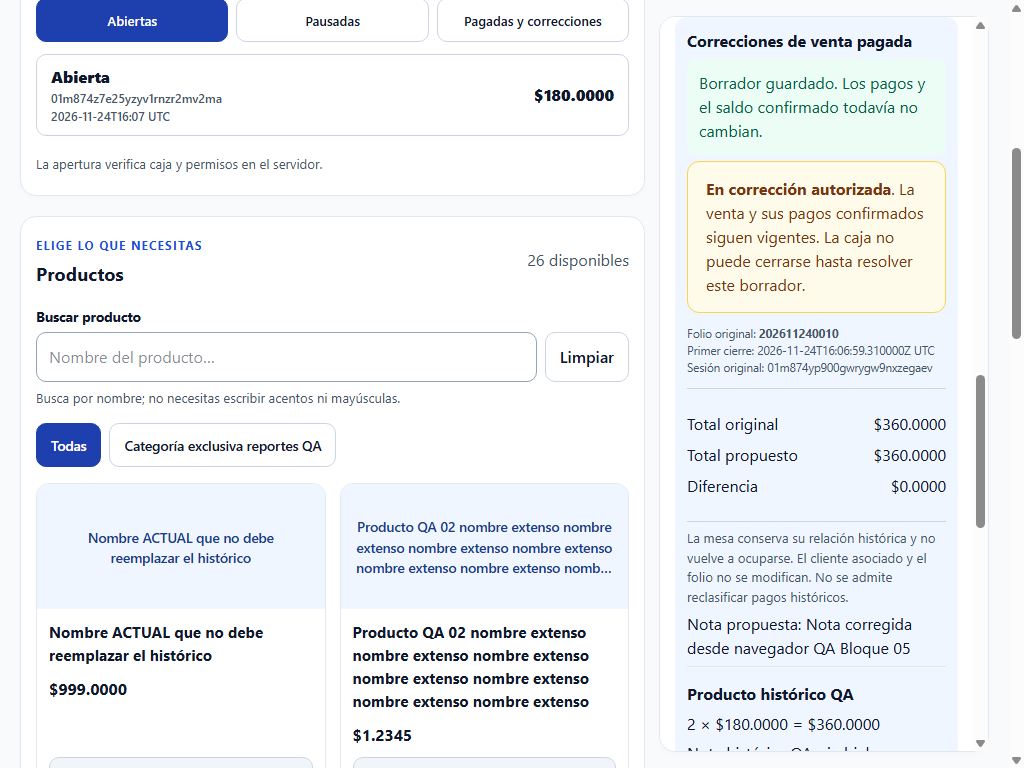 Abiertas
Pausadas
Pagadas y correcciones
Abierta
01m874z7e25yzyv1rnzr2mv2ma
2026-11-24T16:07 UTC
$180.0000
La apertura verifica caja y permisos en el servidor.
ELIGE LO QUE NECESITAS
Productos
26 disponibles
Buscar producto
Nombre del producto...
Limpiar
Busca por nombre; no necesitas escribir acentos ni mayúsculas.
Todas
Categoría exclusiva reportes QA
Nombre ACTUAL que no debe
reemplazar el histórico
Nombre ACTUAL que no debe
reemplazar el histórico
$999.0000
Producto QA 02 nombre extenso nombre
extenso nombre extenso nombre extenso
nombre extenso nombre extenso nomb...
Producto QA 02 nombre extenso
nombre extenso nombre extenso
nombre extenso nombre extenso
nombre extenso nombre extenso
$1.2345
Correcciones de venta pagada
Borrador guardado. Los pagos y
el saldo confirmado todavía no
cambian.
En corrección autorizada. La
venta y sus pagos confirmados
siguen vigentes. La caja no
puede cerrarse hasta resolver
este borrador.
Folio original: 202611240010
Primer cierre: 2026-11-24T16:06:59.310000Z UTC
Sesión original: 01m874yp900gwrygw9nxzegaev
Total original $360.0000
Total propuesto $360.0000
Diferencia $0.0000
La mesa conserva su relación histórica y no
vuelve a ocuparse. El cliente asociado y el
folio no se modifican. No se admite
reclasificar pagos históricos.
Nota propuesta: Nota corregida
desde navegador QA Bloque 05
Producto histórico QA
2 × $180.0000 = $360.0000